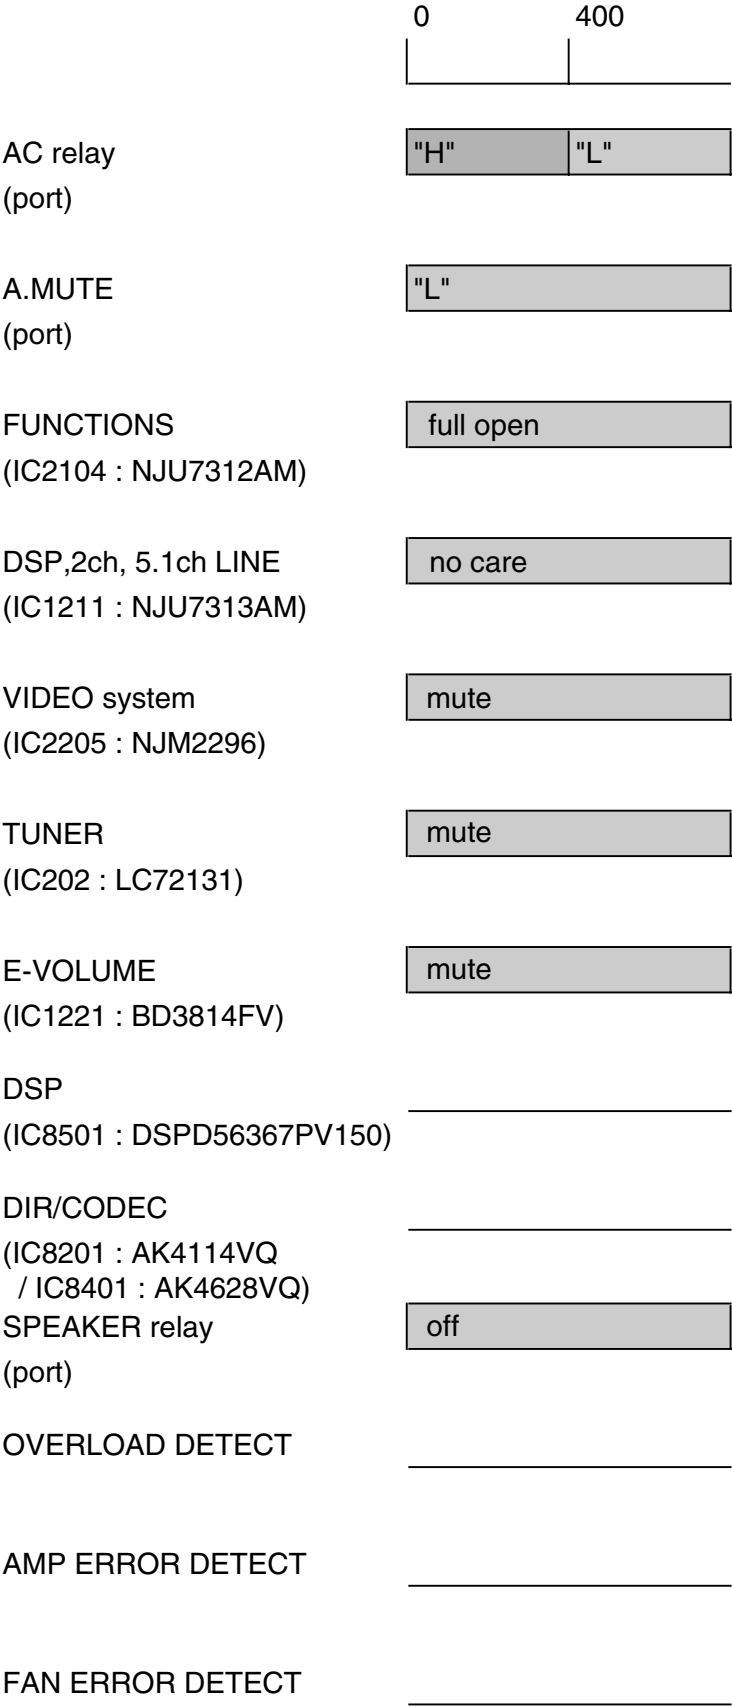 0 400
AC relay "H" "L"
(port)
A.MUTE "L"
(port)
FUNCTIONS full open
(IC2104 : NJU7312AM)
DSP,2ch, 5.1ch LINE no care
(IC1211 : NJU7313AM)
VIDEO system mute
(IC2205 : NJM2296)
TUNER mute
(IC202 : LC72131)
E-VOLUME mute
(IC1221 : BD3814FV)
DSP
(IC8501 : DSPD56367PV150)
DIR/CODEC
(IC8201 : AK4114VQ
/ IC8401 : AK4628VQ)
SPEAKER relay off
(port)
OVERLOAD DETECT
AMP ERROR DETECT
FAN ERROR DETECT